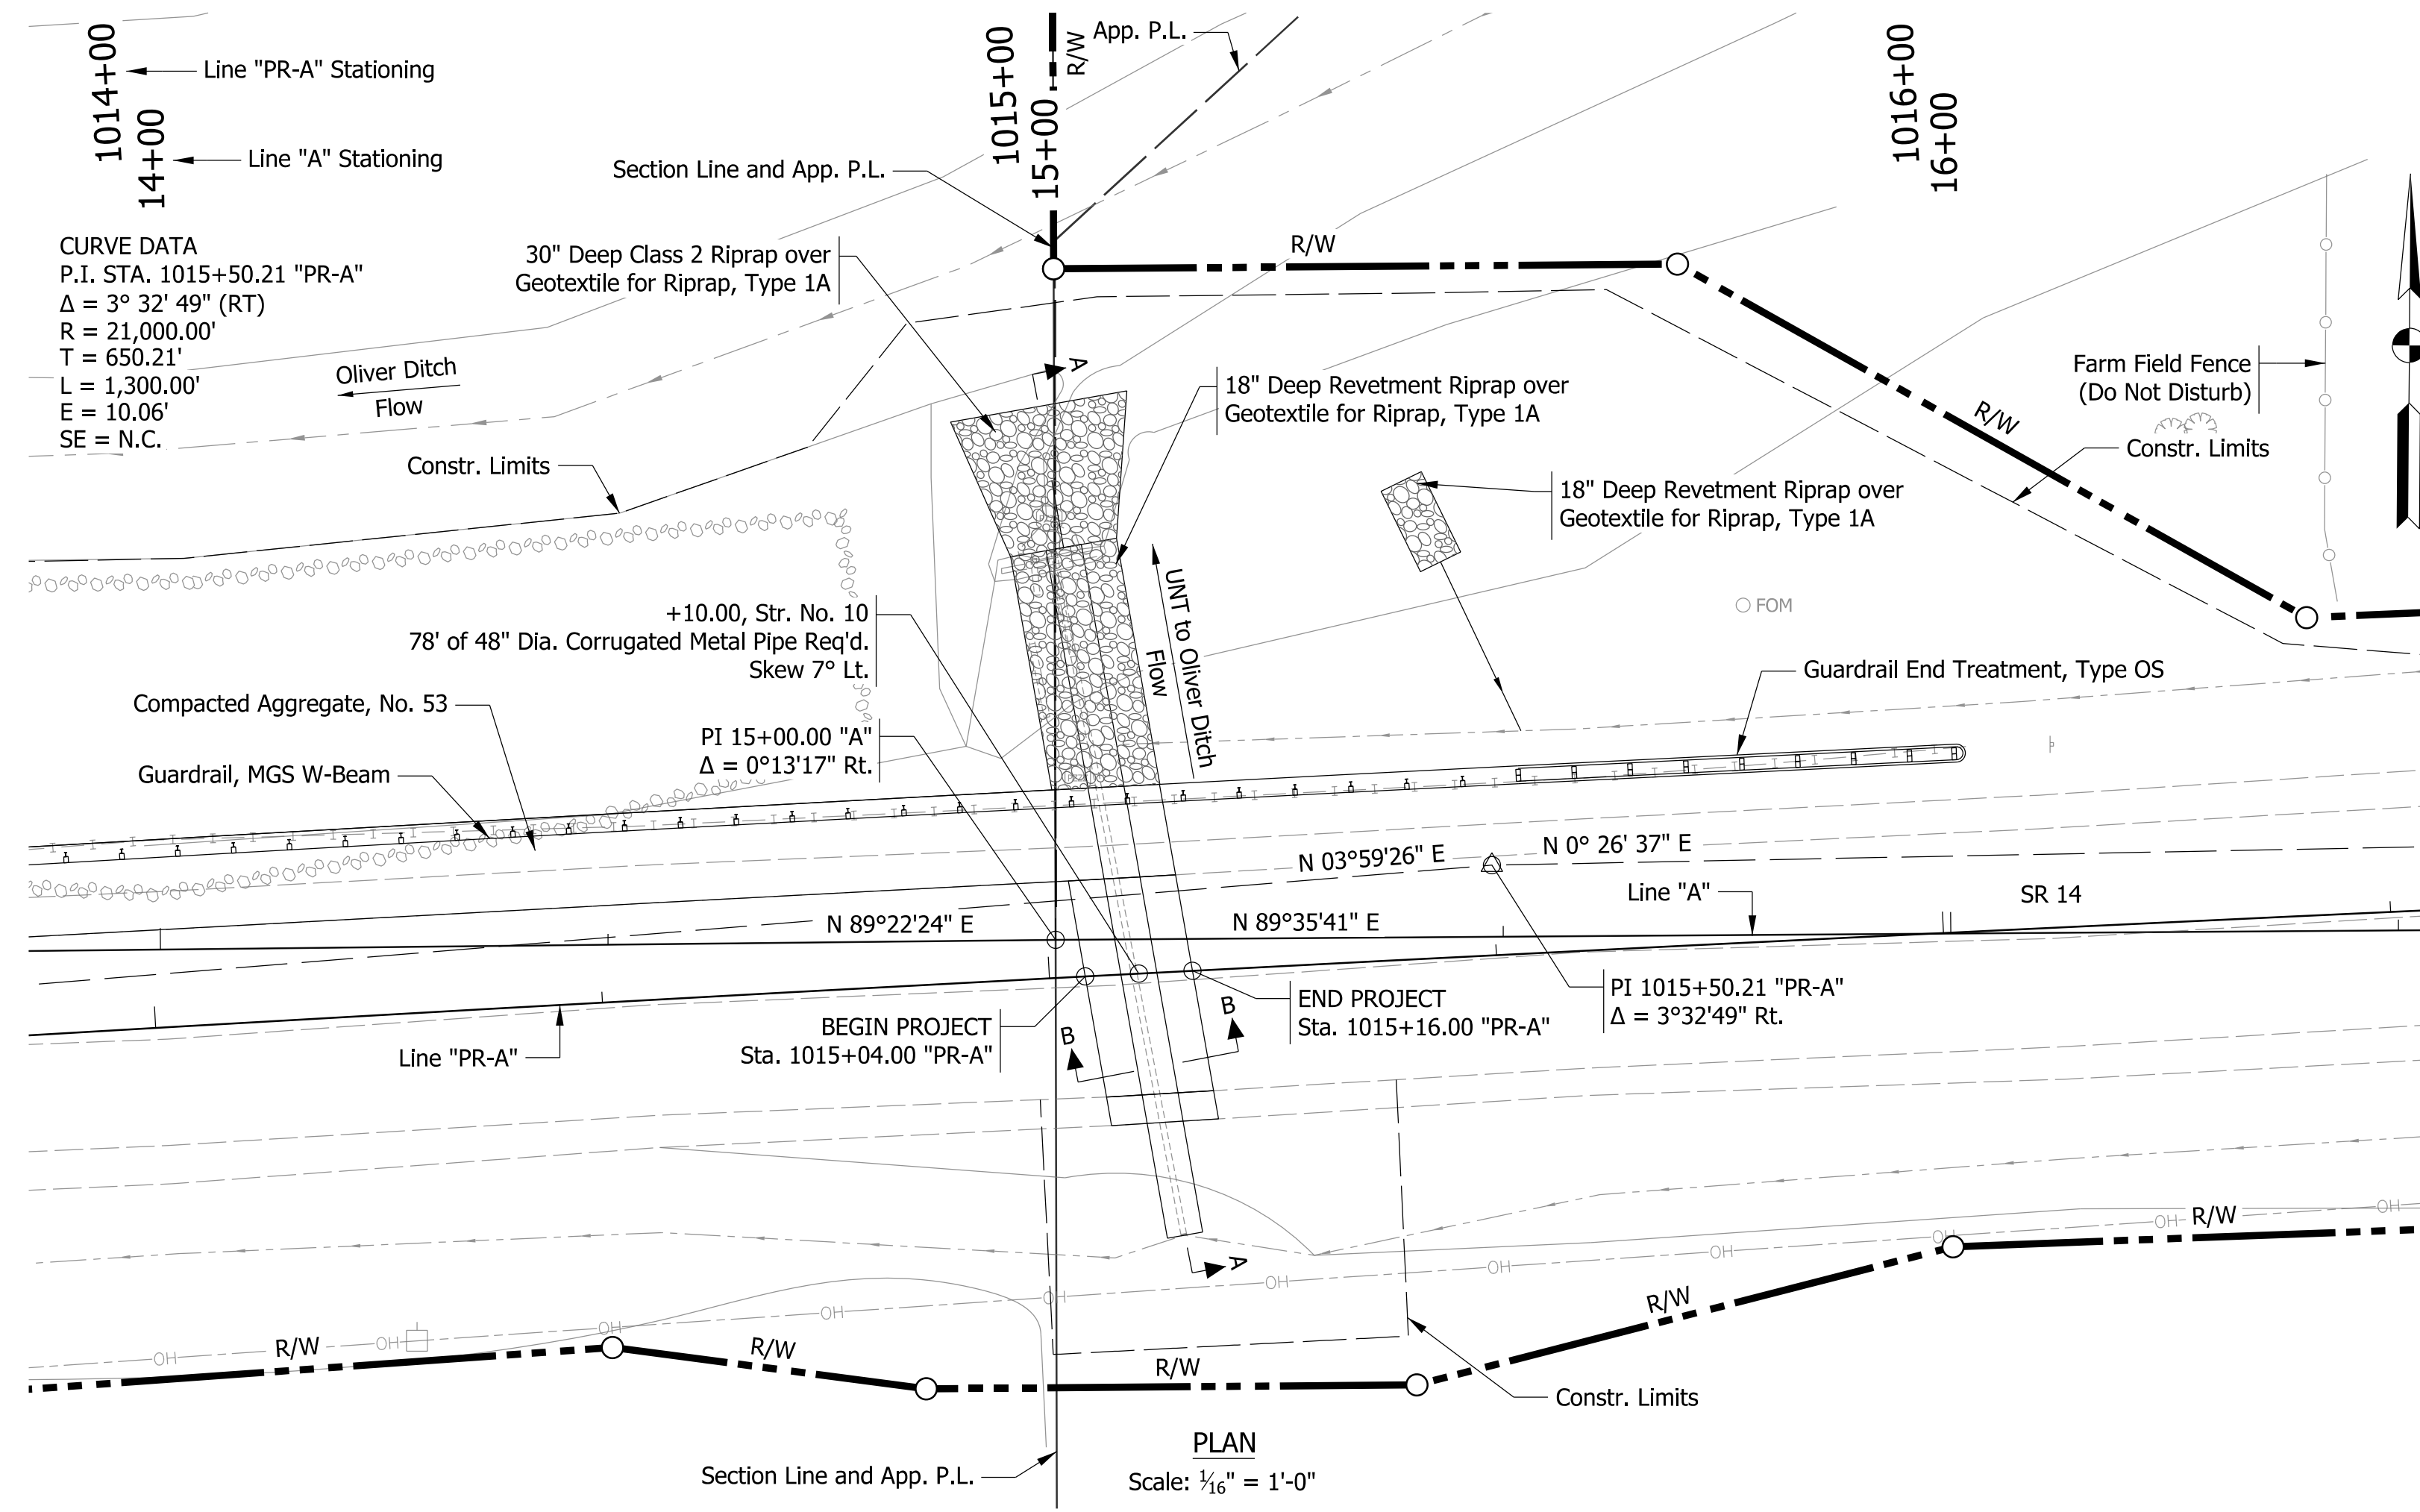 1014+00
Line "PR-A" Stationing
14+00
Line "A" Stationing
1015+00
15+00
R/W
App. P.L.
1016+00
16+00
Section Line and App. P.L.
CURVE DATA
P.I. STA. 1015+50.21 "PR-A"
Δ = 3° 32' 49" (RT)
R = 21,000.00'
T = 650.21'
L = 1,300.00'
E = 10.06'
SE = N.C.
30" Deep Class 2 Riprap over
Geotextile for Riprap, Type 1A
R/W
Oliver Ditch
Flow
A
18" Deep Revetment Riprap over
Geotextile for Riprap, Type 1A
Farm Field Fence
(Do Not Disturb)
R/W
Constr. Limits
Constr. Limits
18" Deep Revetment Riprap over
Geotextile for Riprap, Type 1A
UNT to Oliver Ditch
Flow
FOM
+10.00, Str. No. 10
78' of 48" Dia. Corrugated Metal Pipe Req'd.
Skew 7° Lt.
Guardrail End Treatment, Type OS
Compacted Aggregate, No. 53
PI 15+00.00 "A"
Δ = 0°13'17" Rt.
Guardrail, MGS W-Beam
N 03°59'26" E
N 0° 26' 37" E
Line "A"
SR 14
N 89°22'24" E
N 89°35'41" E
PI 1015+50.21 "PR-A"
Δ = 3°32'49" Rt.
END PROJECT
Sta. 1015+16.00 "PR-A"
BEGIN PROJECT
Sta. 1015+04.00 "PR-A"
B
B
Line "PR-A"
A
OH
OH
OH
OH
OH
OH
OH
OH
OH
OH
OH
R/W
R/W
R/W
R/W
R/W
Constr. Limits
Section Line and App. P.L.
PLAN
Scale: 1/16" = 1'-0"